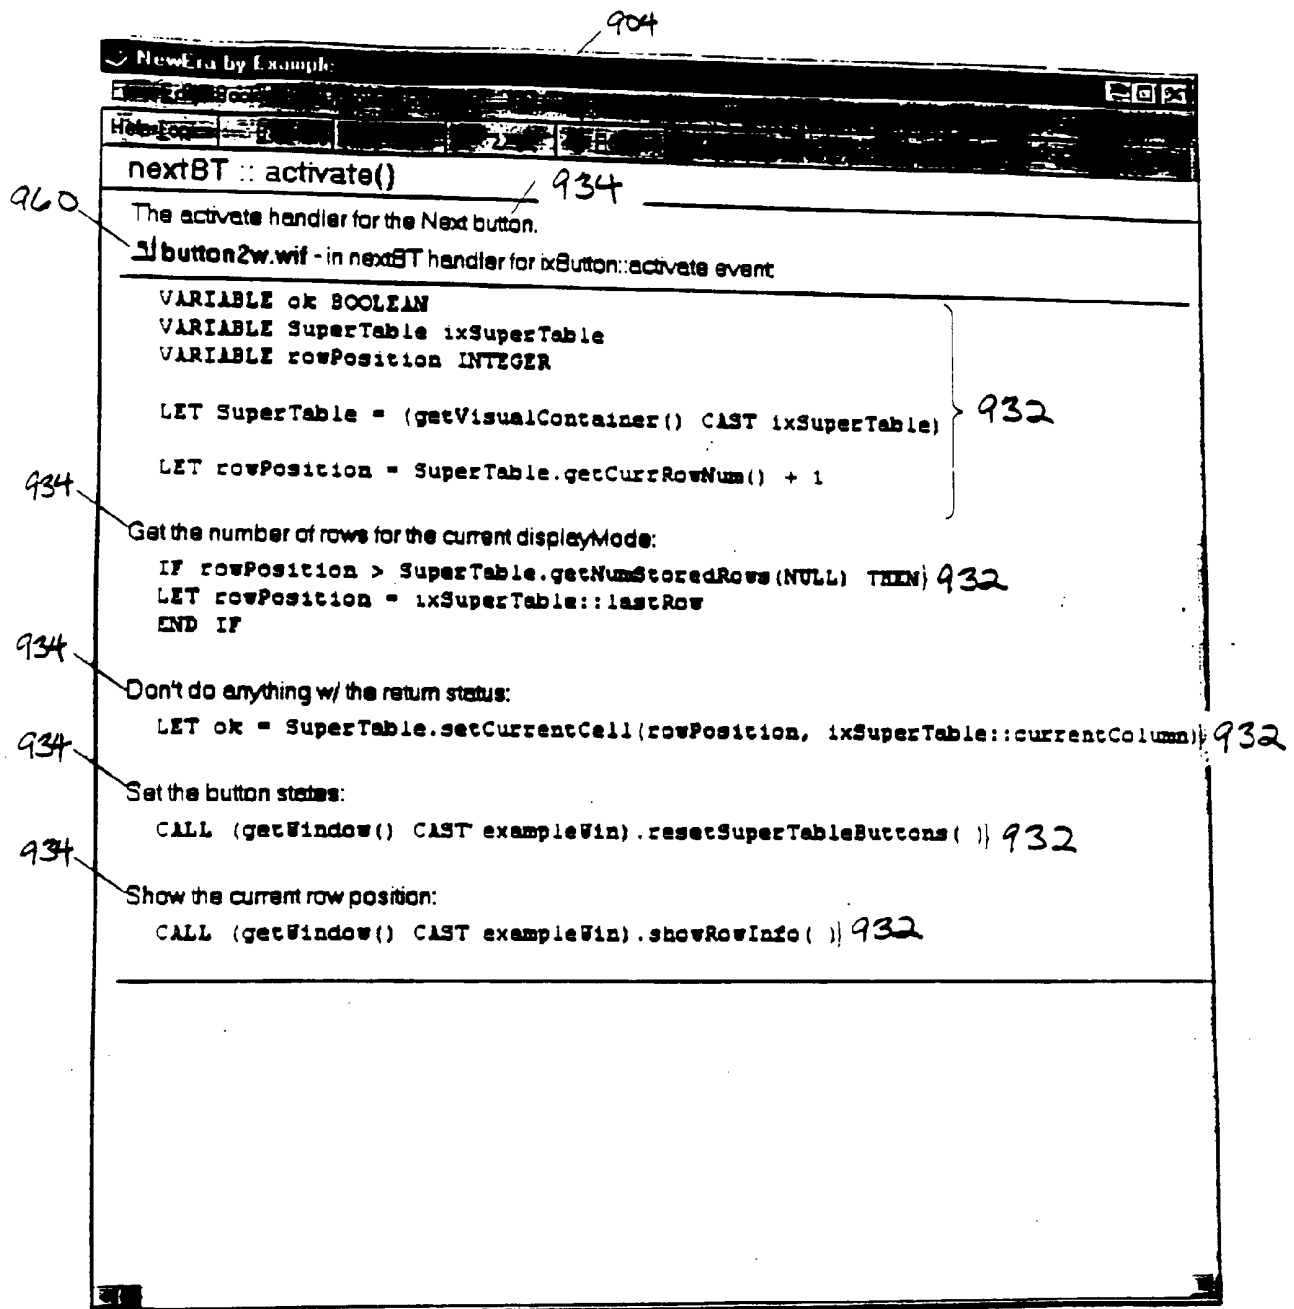 904
NewEra by Example
nextBT :: activate()
934
960
The activate handler for the Next button.
button2w.wif - in nextBT handler for ixButton::activate event
VARIABLE ok BOOLEAN
VARIABLE SuperTable ixSuperTable
VARIABLE rowPosition INTEGER
LET SuperTable = (getVisualContainer() CAST ixSuperTable)
932
LET rowPosition = SuperTable.getCurrRowNum() + 1
934
Get the number of rows for the current displayMode:
IF rowPosition > SuperTable.getNumStoredRows(NULL) THEN
932
LET rowPosition = ixSuperTable::lastRow
END IF
934
Don't do anything w/ the return status:
LET ok = SuperTable.setCurrentCell(rowPosition, ixSuperTable::currentColumn)
932
934
Set the button states:
CALL (getWindow() CAST exampleWin).resetSuperTableButtons( )
932
934
Show the current row position:
CALL (getWindow() CAST exampleWin).showRowInfo( )
932